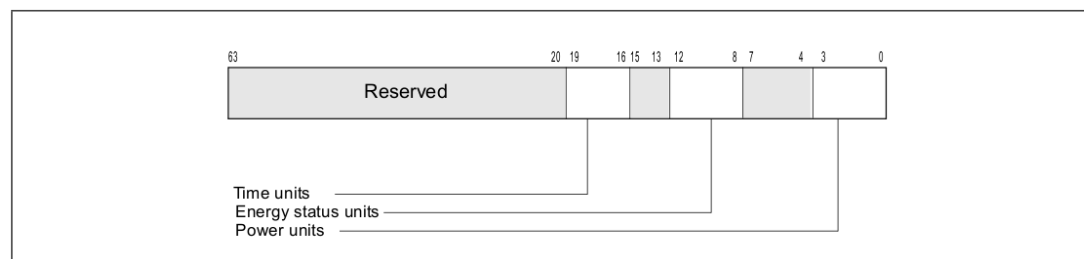 63 20 19 16 15 13 12 8 7 4 3 0
Reserved
Time units
Energy status units
Power units